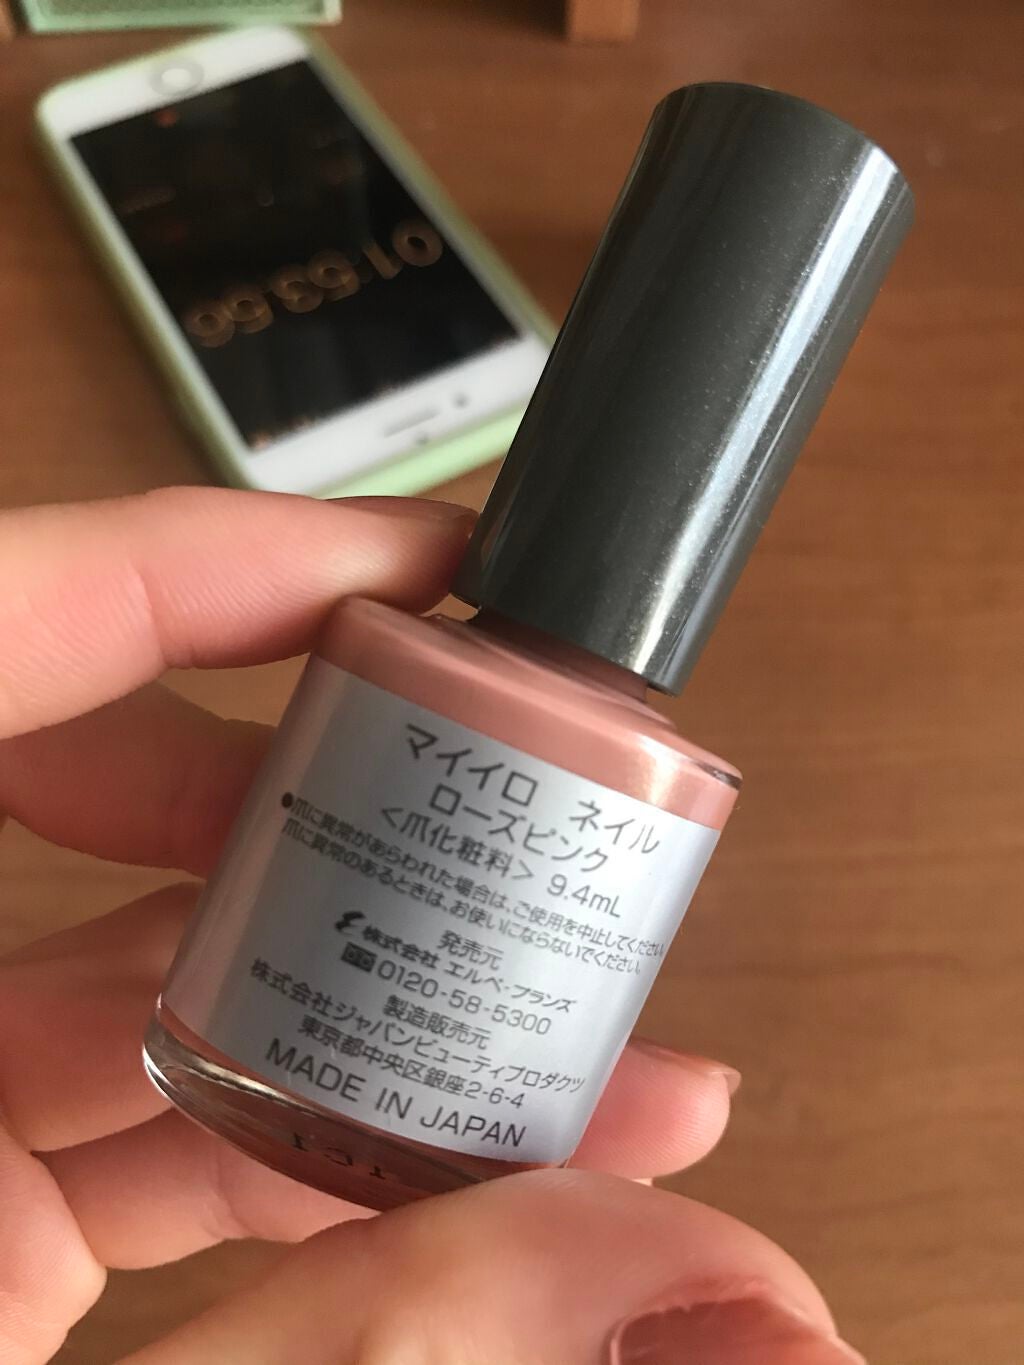 マイイロ ネイル
ローズピンク
<爪化粧料> 9.4mL
●爪に異常があらわれた場合は、ご使用を中止してください。
爪に異常のあるときは、お使いにならないでください。
発売元
株式会社 エルベ・プランズ
0120-58-5300
製造販売元
株式会社ジャパンビューティプロダクツ
東京都中央区銀座2-6-4
MADE IN JAPAN